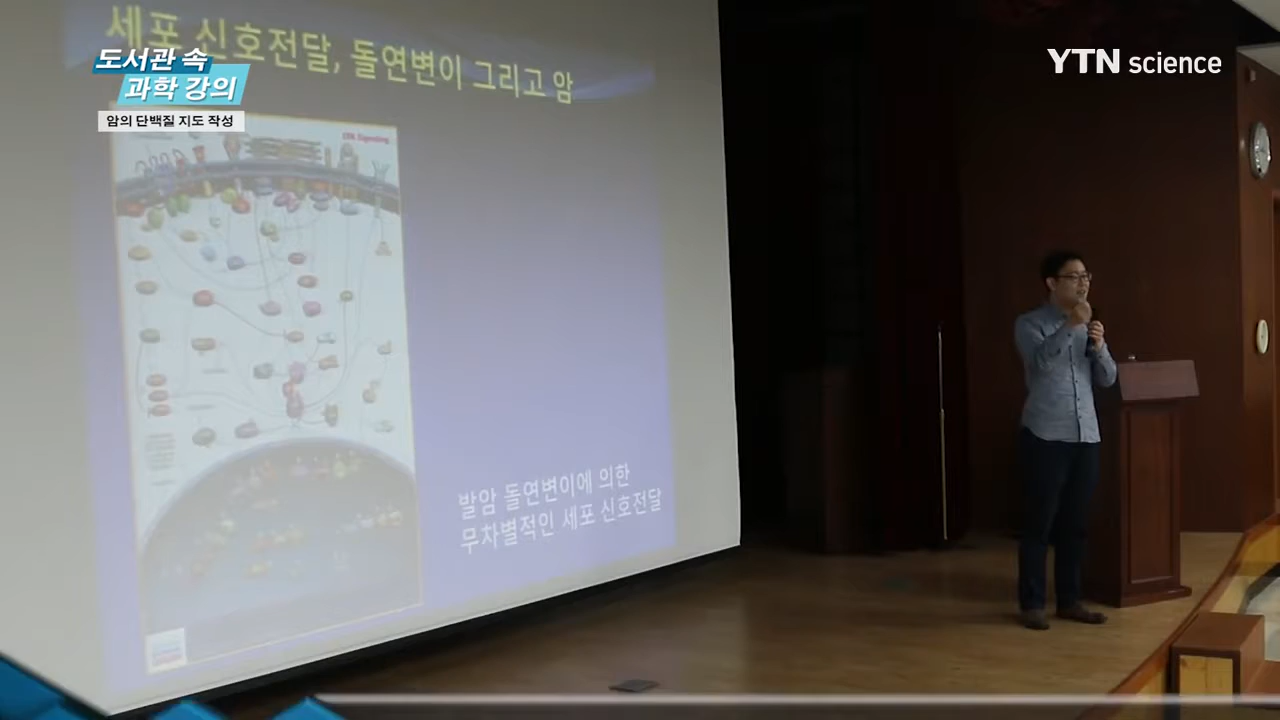 세포 신호전달, 돌연변이 그리고 암
도서관 속
과학 강의
암의 단백질 지도 작성
YTN science
발암 돌연변이에 의한
무차별적인 세포 신호전달